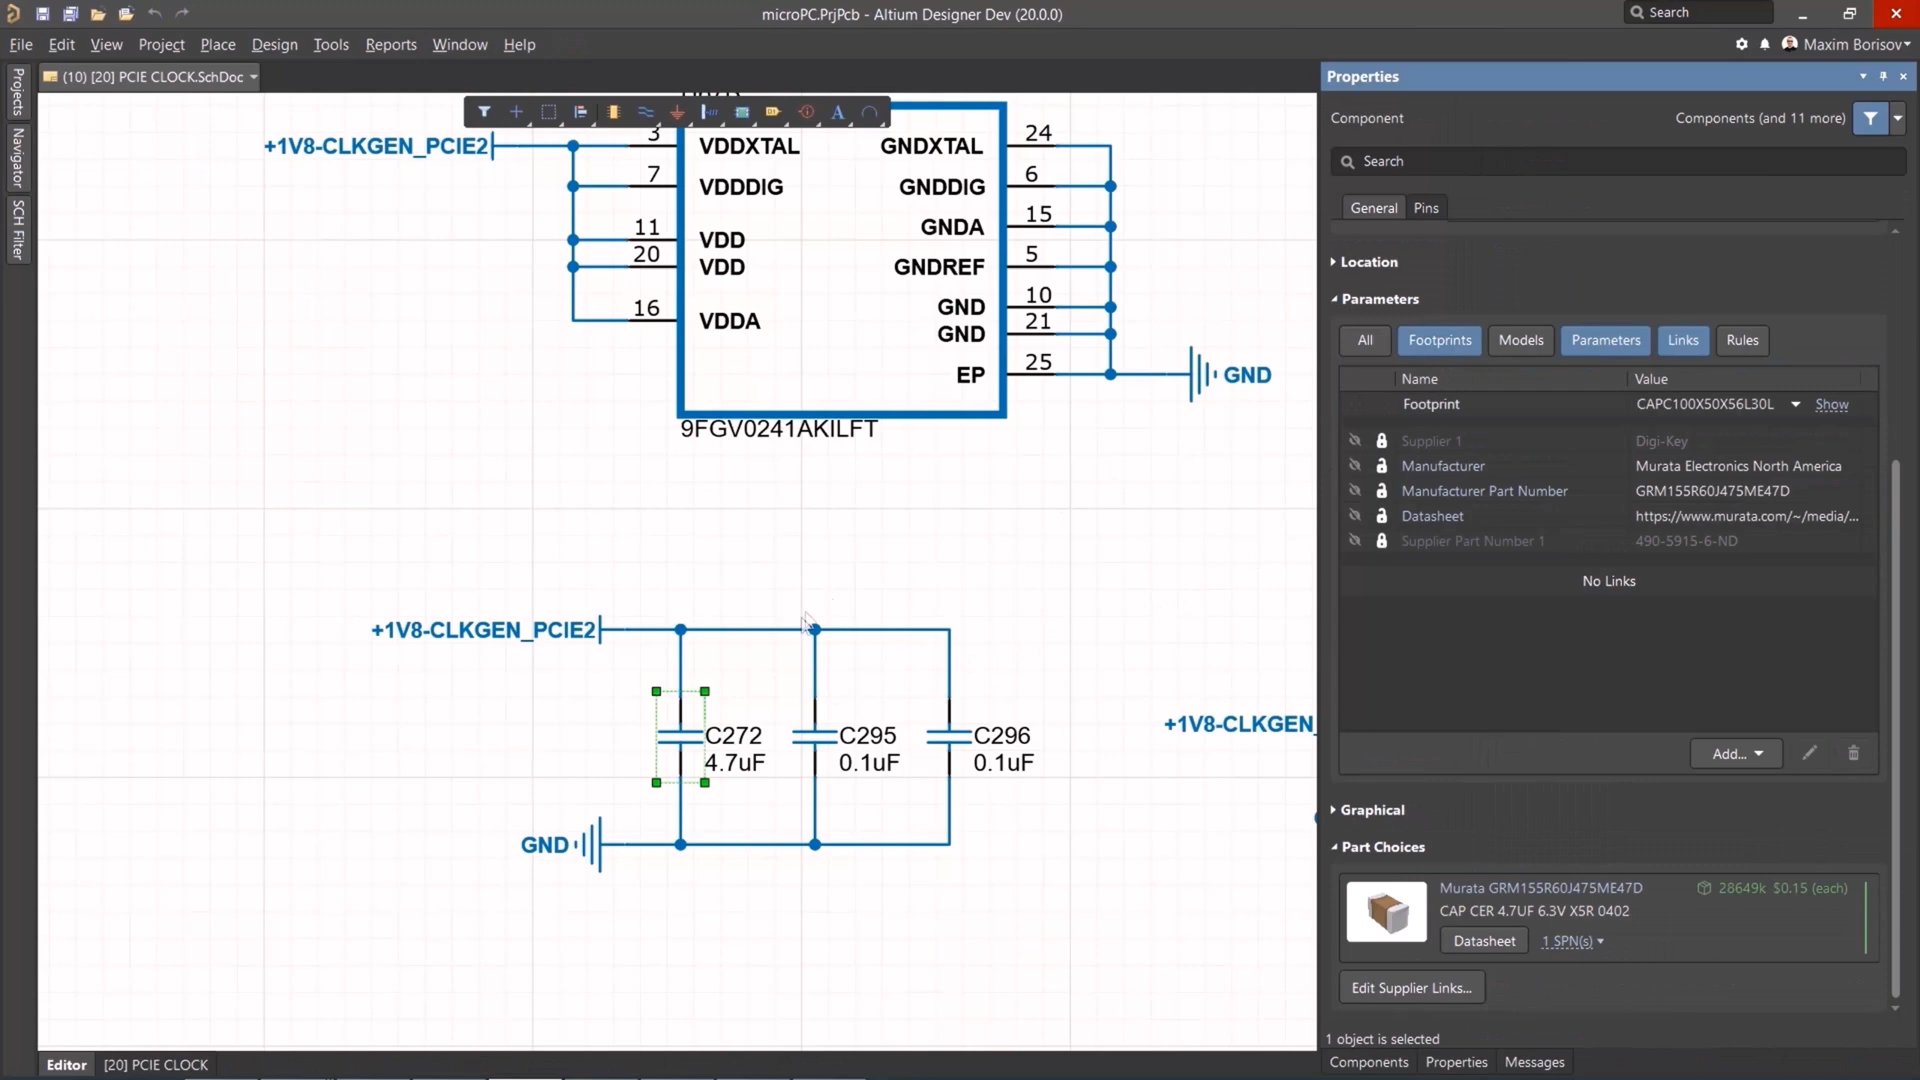 microPC.PrjPcb - Altium Designer Dev (20.0.0)
Search
File Edit View Project Place Design Tools Reports Window Help
Maxim Borisov
Projects
Navigator
SCH Filter
(10) [20] PCIE CLOCK.SchDoc
+1V8-CLKGEN_PCIE2
3 VDDXTAL GNDXTAL 24
7 VDDDIG GNDDIG 6
GNDA 15
11 VDD
20 VDD GNDREF 5
16 VDDA GND 10
GND 21
EP 25
GND
9FGV0241AKILFT
+1V8-CLKGEN_PCIE2
C272
4.7uF
C295
0.1uF
C296
0.1uF
GND
+1V8-CLKGEN_
Editor [20] PCIE CLOCK
Properties
Component Components (and 11 more)
Search
General Pins
Location
Parameters
All Footprints Models Parameters Links Rules
Name Value
Footprint CAPC100X50X56L30L Show
Supplier 1 Digi-Key
Manufacturer Murata Electronics North America
Manufacturer Part Number GRM155R60J475ME47D
Datasheet https://www.murata.com/~/media/...
Supplier Part Number 1 490-5915-6-ND
No Links
Add...
Graphical
Part Choices
Murata GRM155R60J475ME47D 28649k $0.15 (each)
CAP CER 4.7UF 6.3V X5R 0402
Datasheet 1 SPN(s)
Edit Supplier Links...
1 object is selected
Components Properties Messages